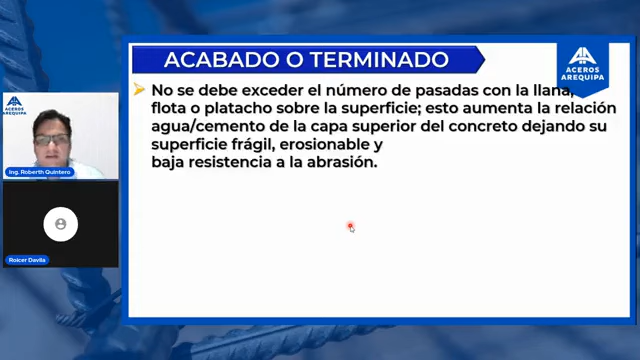 ACABADO O TERMINADO
ACEROS
AREQUIPA
No se debe exceder el número de pasadas con la llana,
flota o platacho sobre la superficie; esto aumenta la relación
agua/cemento de la capa superior del concreto dejando su
superficie frágil, erosionable y
baja resistencia a la abrasión.
ACEROS
AREQUIPA
Ing. Roberth Quintero
Roicer Davila